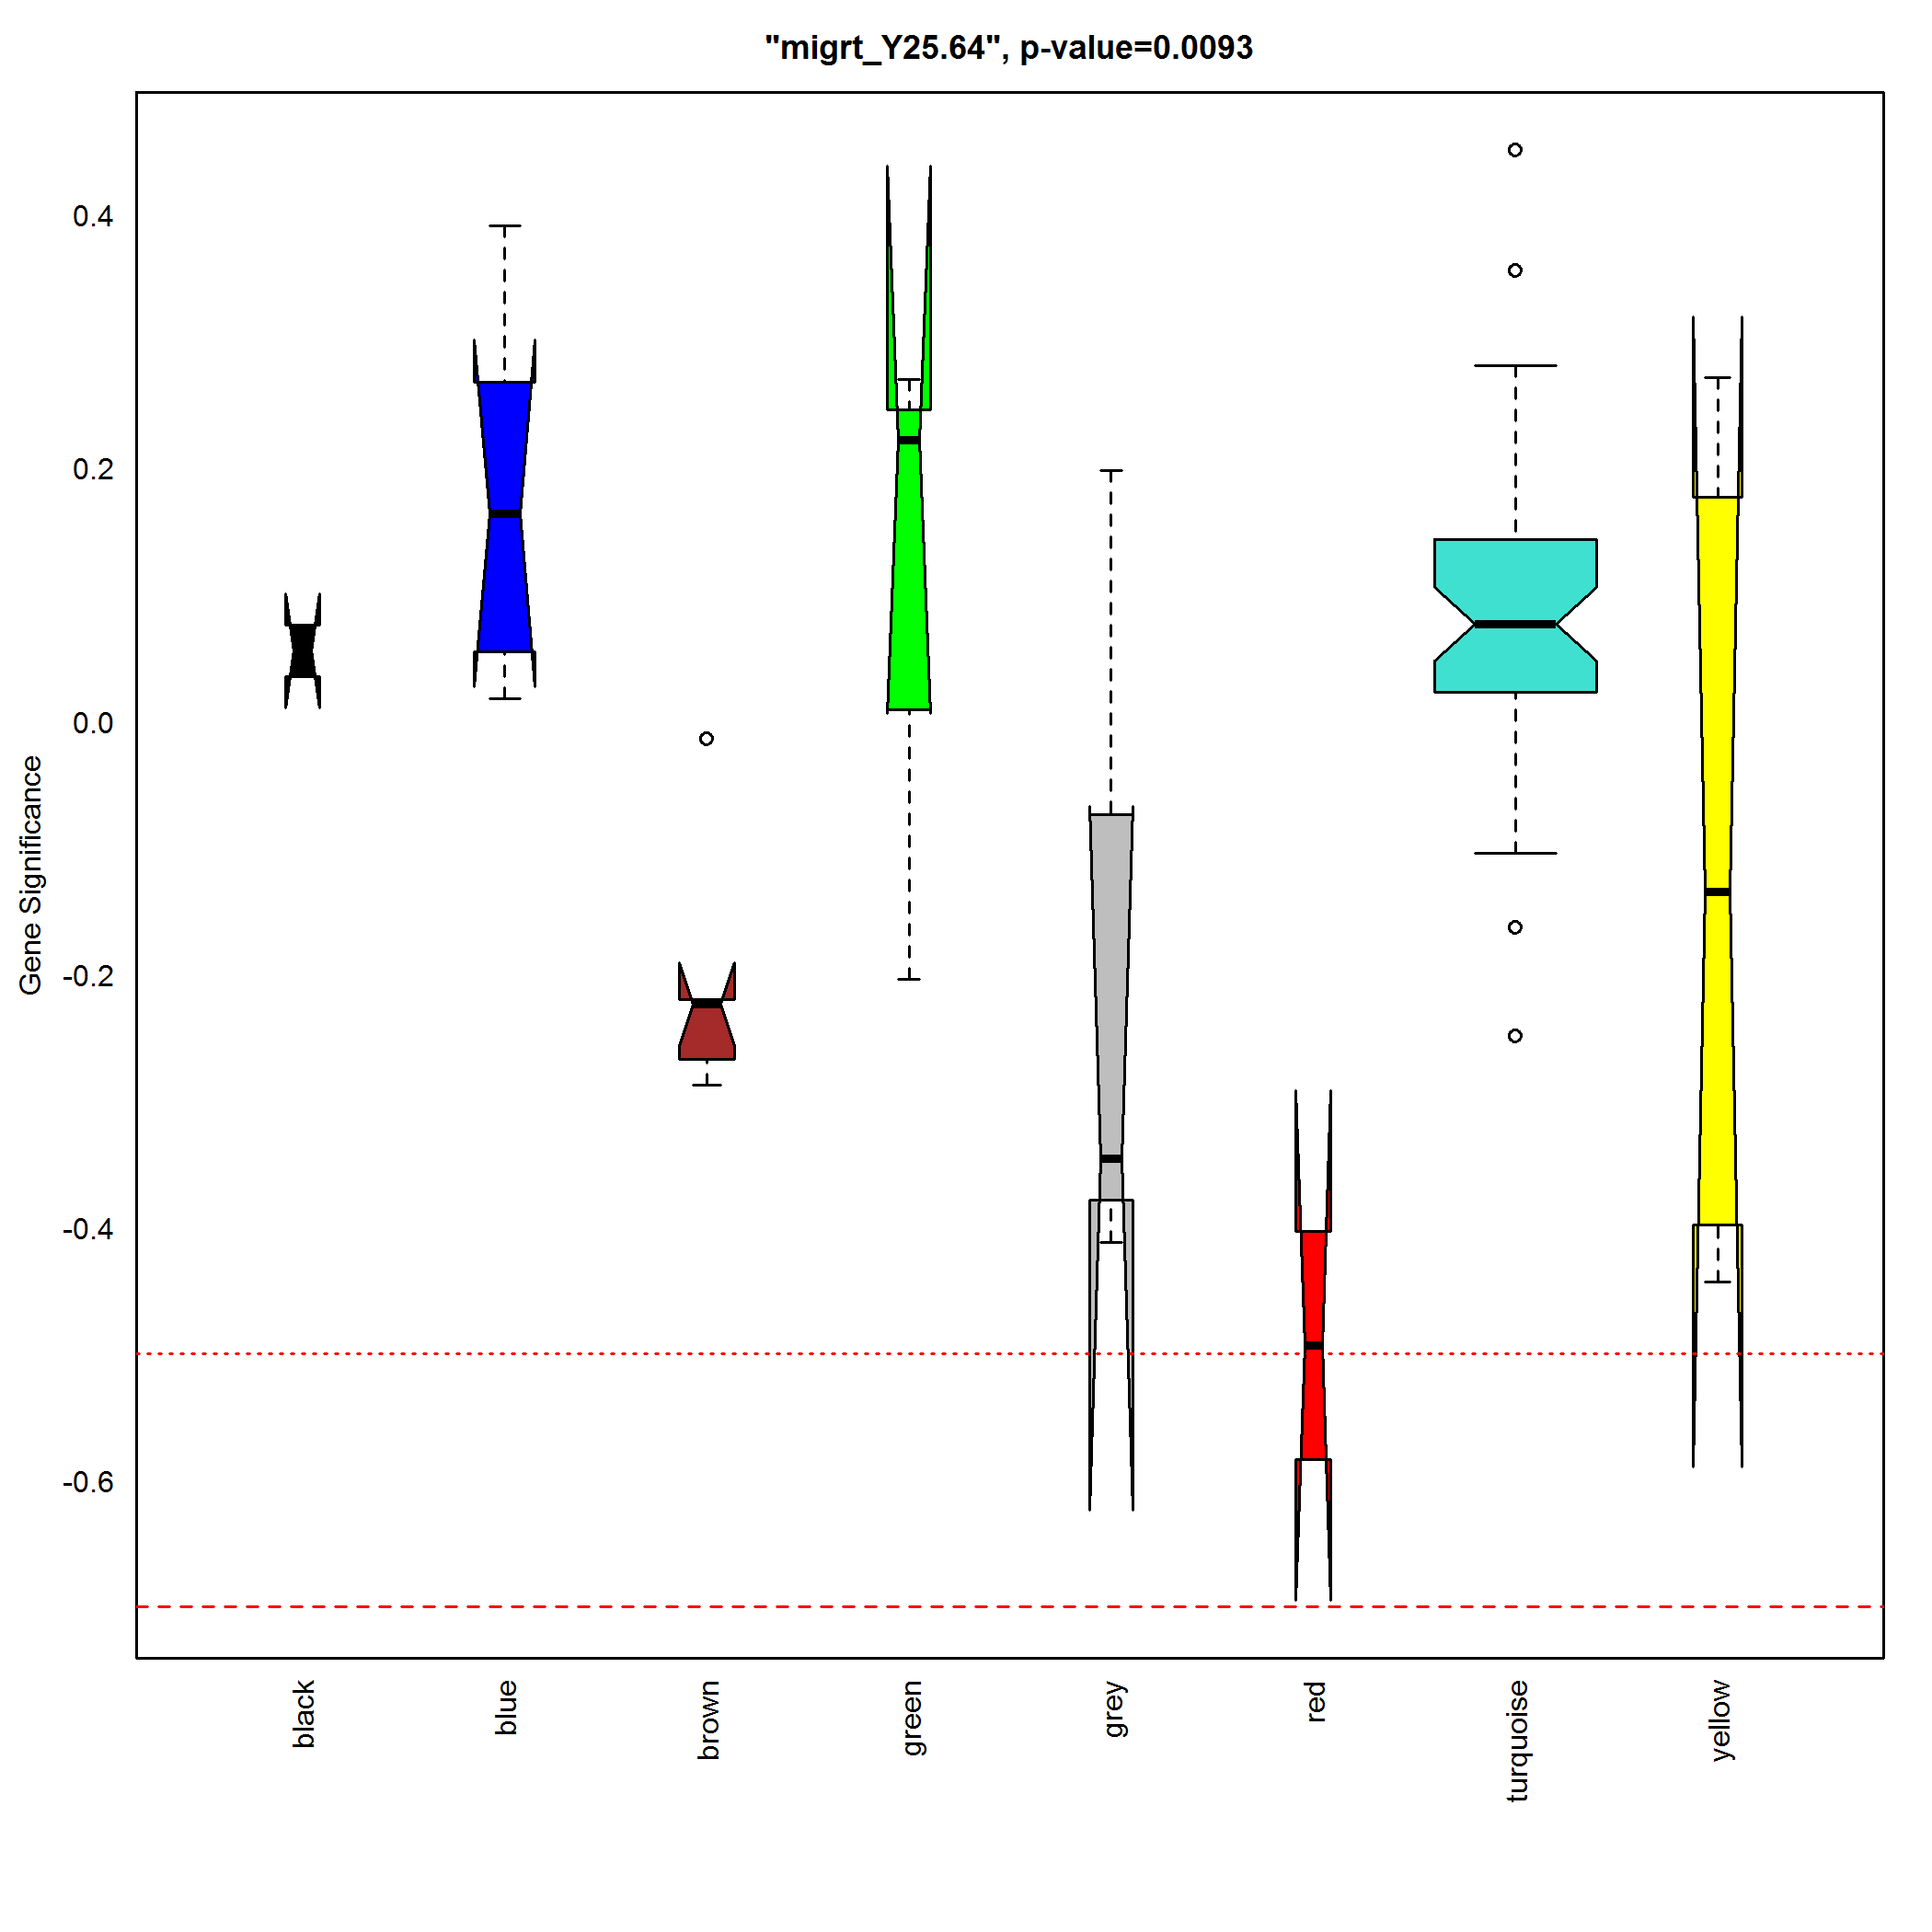 "migrt_Y25.64", p-value=0.0093
Gene Significance
0.4
0.2
0.0
-0.2
-0.4
-0.6
black
blue
brown
green
grey
red
turquoise
yellow